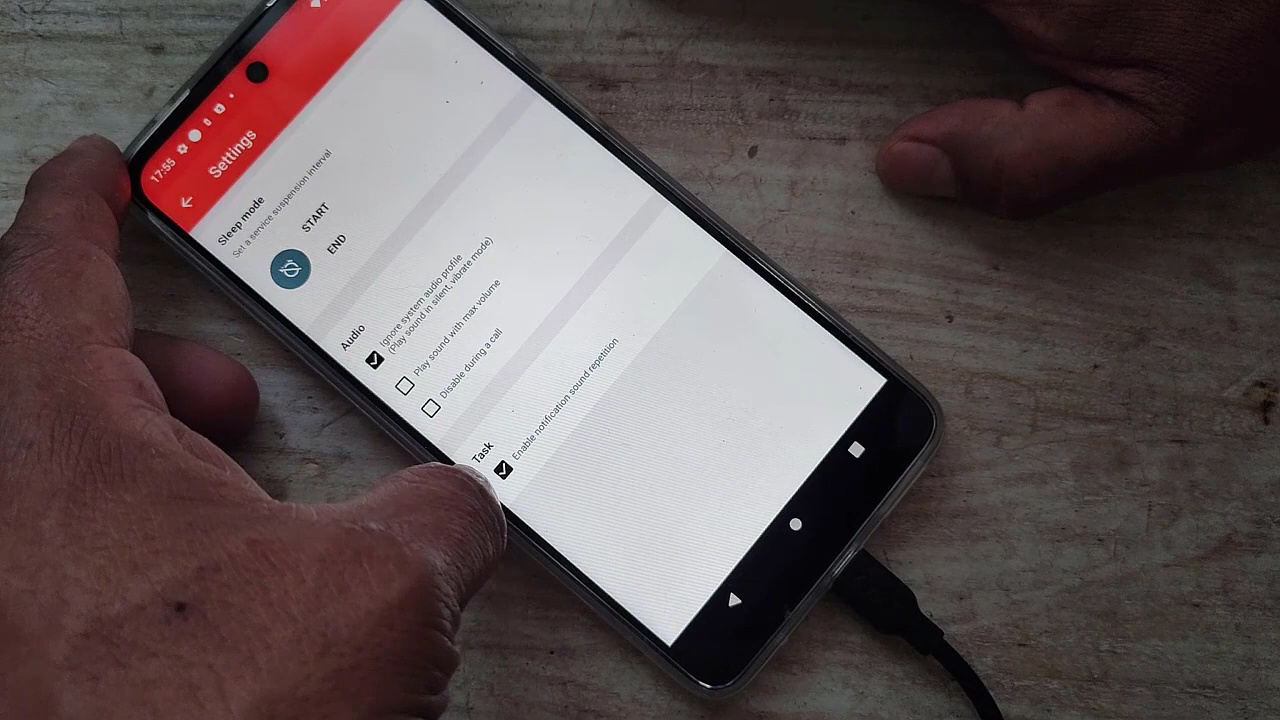 17:55
Settings
Sleep mode
Set a service suspension interval
START
END
Audio
Ignore system audio profile
(Play sound in silent, vibrate mode)
Play sound with max volume
Disable during a call
Task
Enable notification sound repetition